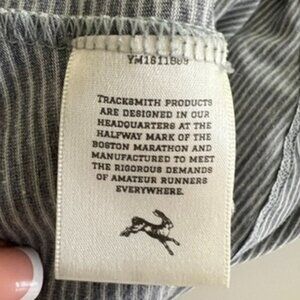 TRACKSMITH PRODUCTS
ARE DESIGNED IN OUR
HEADQUARTERS AT THE
HALFWAY MARK OF THE
BOSTON MARATHON AND
MANUFACTURED TO MEET
THE RIGOROUS DEMANDS
OF AMATEUR RUNNERS
EVERYWHERE.